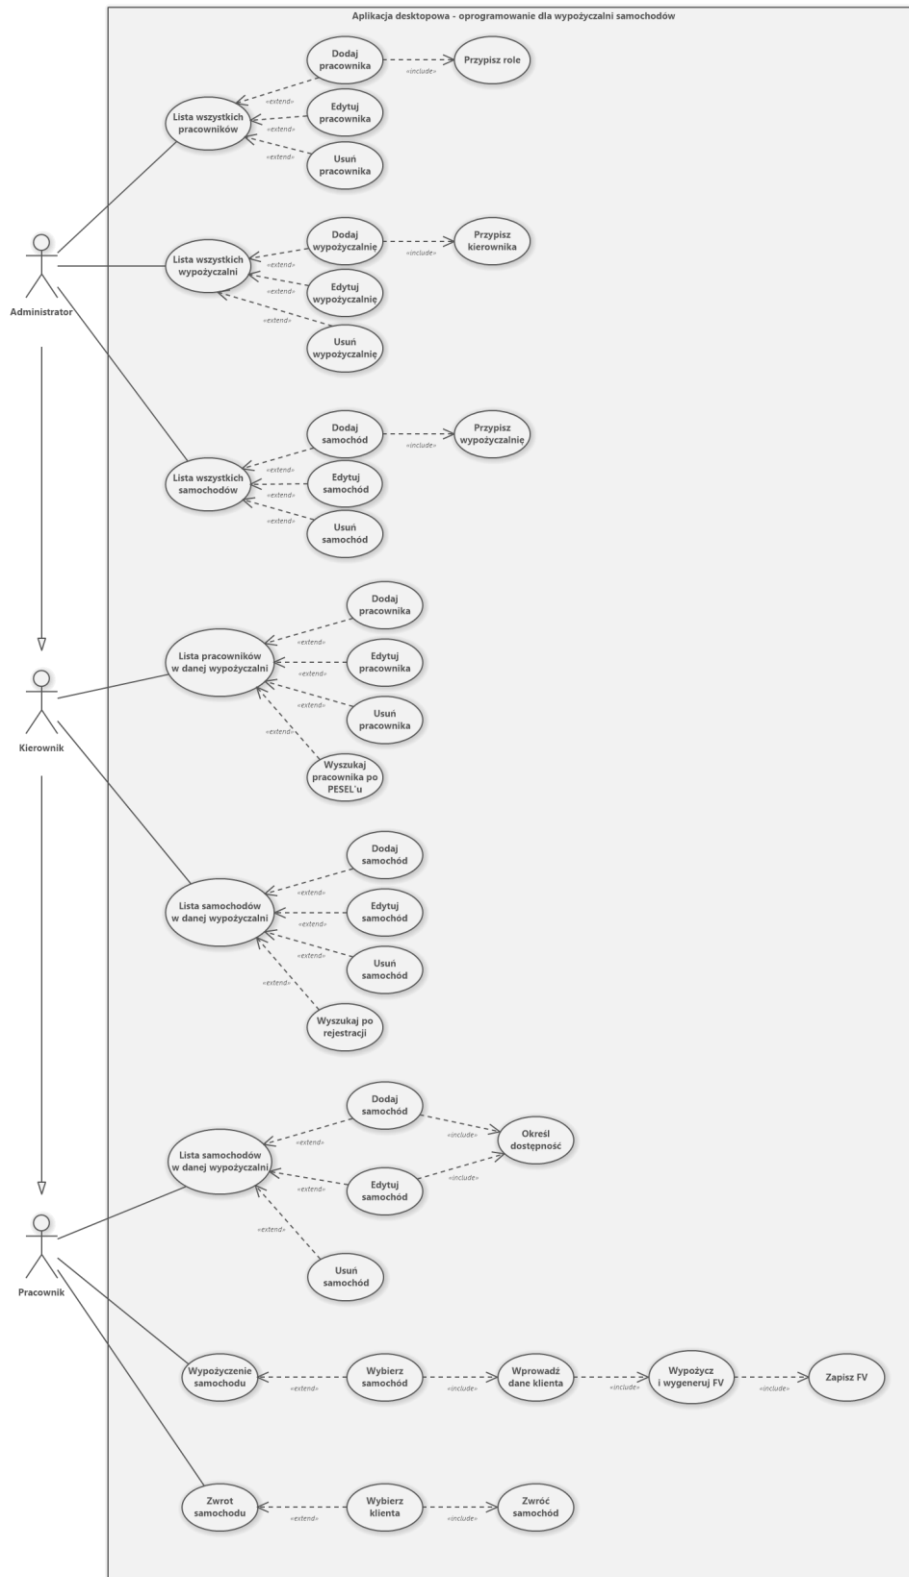 Aplikacja desktopowa - oprogramowanie dla wypożyczalni samochodów
Dodaj
pracownika
«include»
Przypisz role
Lista wszystkich
pracowników
«extend»
Edytuj
pracownika
«extend»
Usuń
pracownika
«extend»
Administrator
Lista wszystkich
wypożyczalni
Dodaj
wypożyczalnię
«include»
Przypisz
kierownika
«extend»
Edytuj
wypożyczalnię
«extend»
Usuń
wypożyczalnię
«extend»
Dodaj
samochód
«include»
Przypisz
wypożyczalnię
Lista wszystkich
samochodów
«extend»
Edytuj
samochód
«extend»
Usuń
samochód
«extend»
Kierownik
Lista pracowników
w danej wypożyczalni
Dodaj
pracownika
«extend»
Edytuj
pracownika
«extend»
Usuń
pracownika
«extend»
Wyszukaj
pracownika po
PESEL'u
«extend»
Lista samochodów
w danej wypożyczalni
Dodaj
samochód
«extend»
Edytuj
samochód
«extend»
Usuń
samochód
«extend»
Wyszukaj po
rejestracji
«extend»
Pracownik
Lista samochodów
w danej wypożyczalni
Dodaj
samochód
«extend»
«include»
Określ
dostępność
Edytuj
samochód
«extend»
«include»
Usuń
samochód
«extend»
Wypożyczenie
samochodu
«extend»
Wybierz
samochód
«include»
Wprowadź
dane klienta
«include»
Wypożycz
i wygeneruj FV
«include»
Zapisz FV
Zwrot
samochodu
«extend»
Wybierz
klienta
«include»
Zwróć
samochód